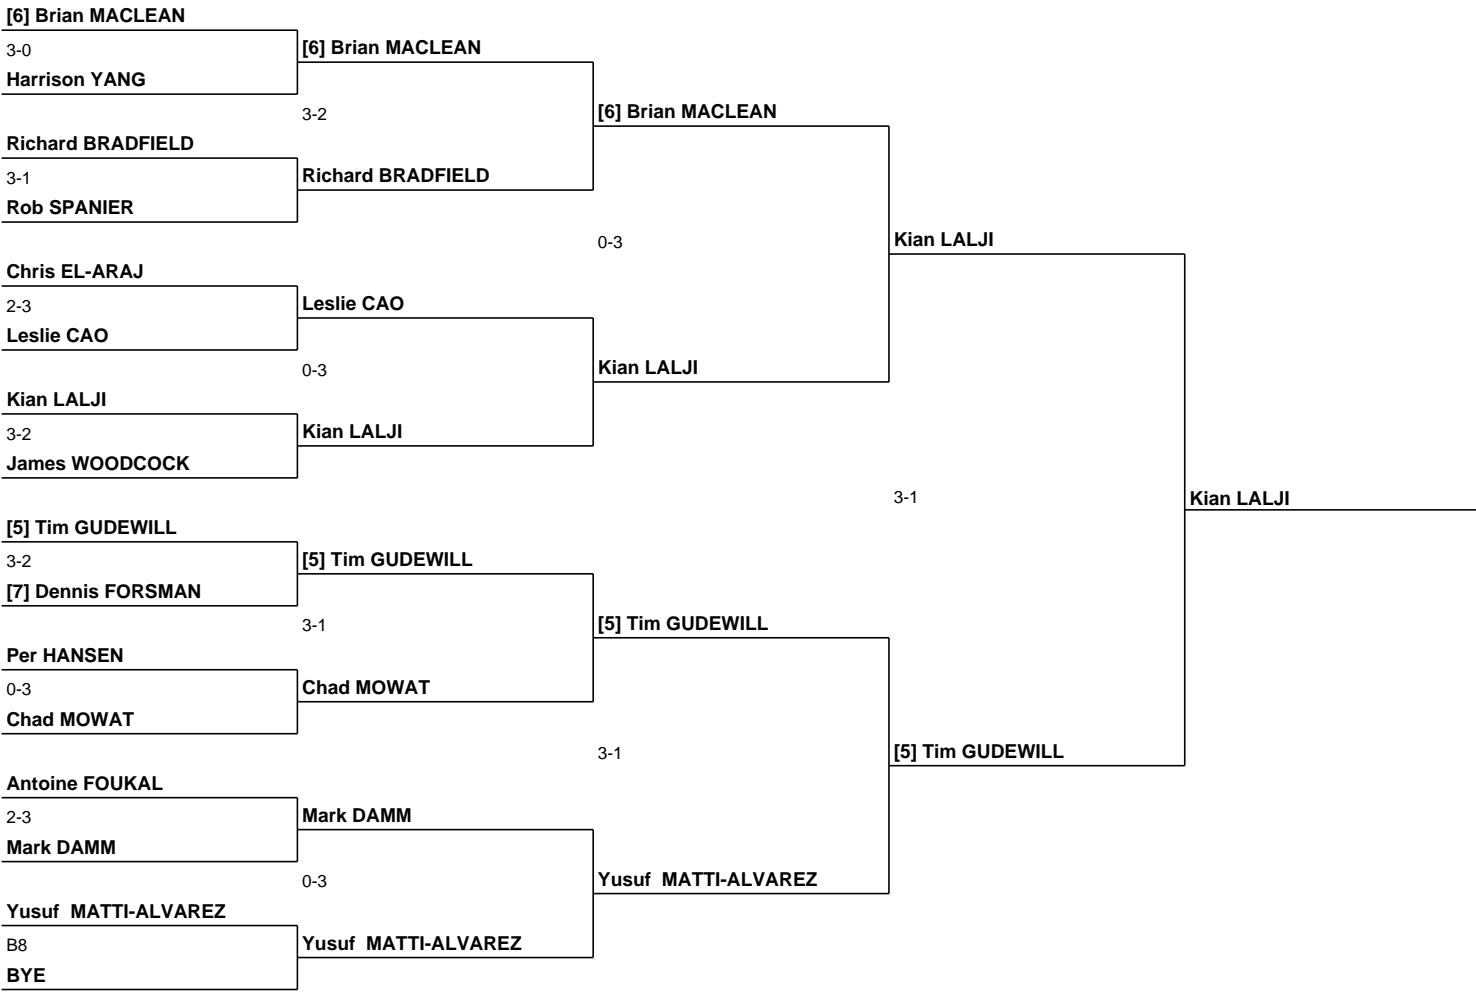 [6] Brian MACLEAN
3-0
Harrison YANG
Richard BRADFIELD
3-1
Rob SPANIER
Chris EL-ARAJ
2-3
Leslie CAO
Kian LALJI
3-2
James WOODCOCK
[5] Tim GUDEWILL
3-2
[7] Dennis FORSMAN
Per HANSEN
0-3
Chad MOWAT
Antoine FOUKAL
2-3
Mark DAMM
Yusuf  MATTI-ALVAREZ
B8
BYE
[6] Brian MACLEAN
3-2
Richard BRADFIELD
Leslie CAO
0-3
Kian LALJI
[5] Tim GUDEWILL
3-1
Chad MOWAT
Mark DAMM
0-3
Yusuf  MATTI-ALVAREZ
[6] Brian MACLEAN
0-3
Kian LALJI
[5] Tim GUDEWILL
3-1
Yusuf  MATTI-ALVAREZ
Kian LALJI
3-1
[5] Tim GUDEWILL
Kian LALJI